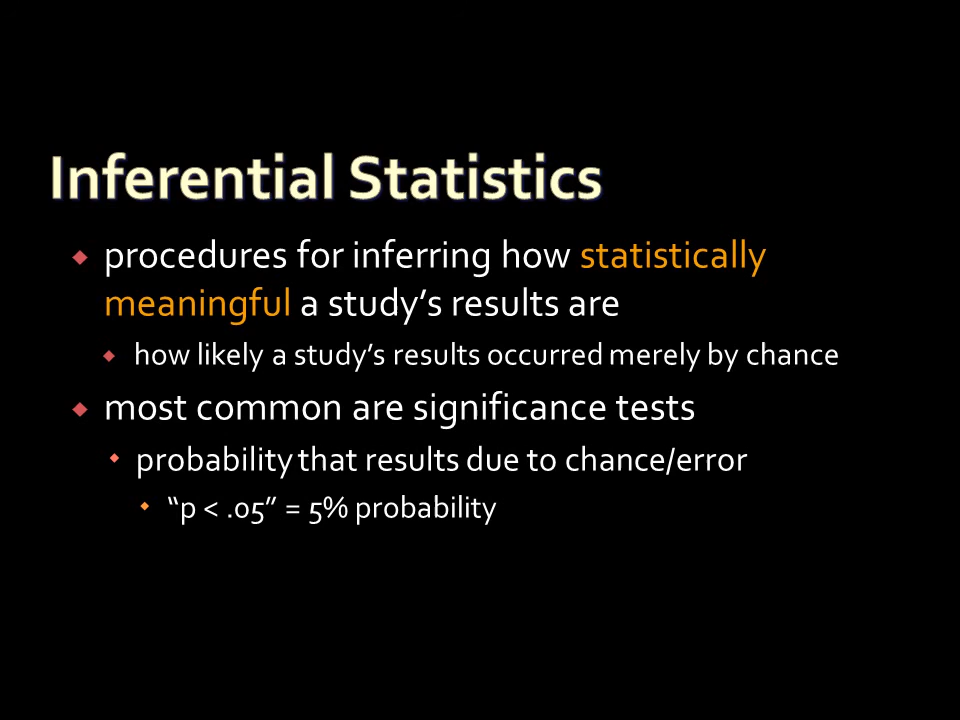 Inferential Statistics
procedures for inferring how statistically
meaningful a study’s results are
how likely a study’s results occurred merely by chance
most common are significance tests
probability that results due to chance/error
“p < .05” = 5% probability